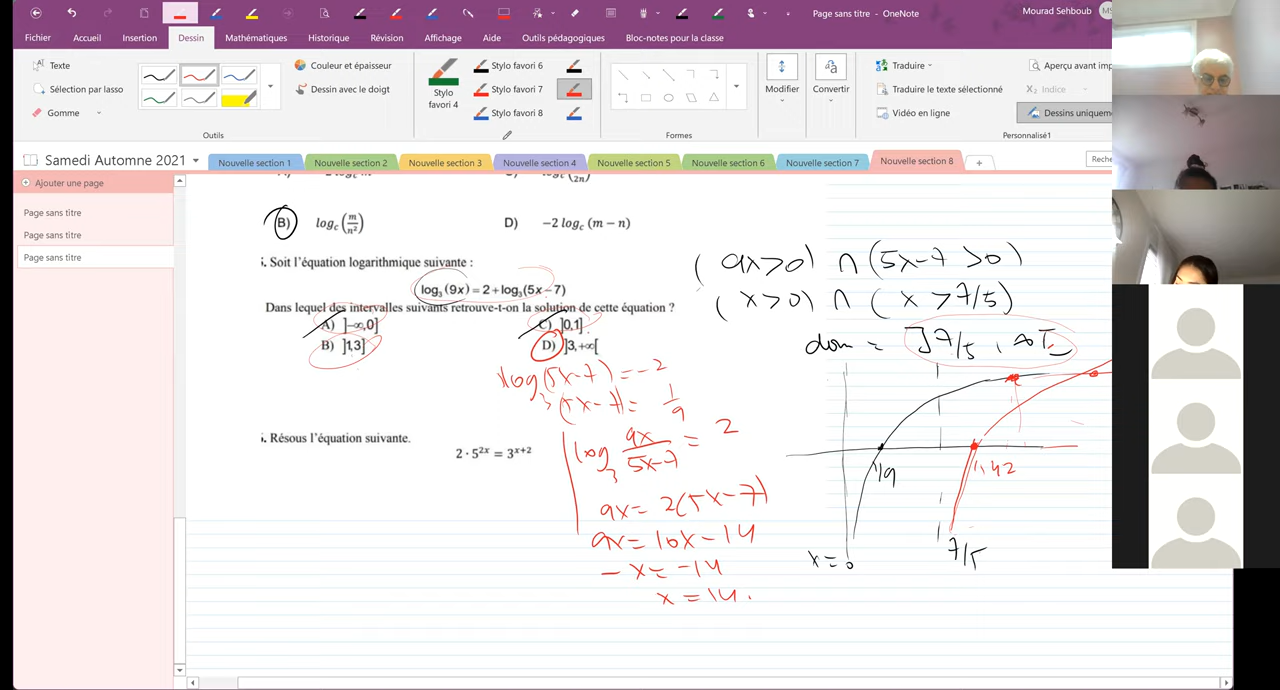 Page sans titre – OneNote
Mourad Sehboub
Fichier Accueil Insertion Dessin Mathématiques Historique Révision Affichage Aide Outils pédagogiques Bloc-notes pour la classe
Texte
Sélection par lasso
Gomme
Outils
Couleur et épaisseur
Dessin avec le doigt
Stylo favori 4
Stylo favori 6
Stylo favori 7
Stylo favori 8
Formes
Modifier
Convertir
Traduire
Traduire le texte sélectionné
Vidéo en ligne
Aperçu avant imp
Indice
Dessins uniqueme
Personnalisé1
Samedi Automne 2021
Nouvelle section 1 Nouvelle section 2 Nouvelle section 3 Nouvelle section 4 Nouvelle section 5 Nouvelle section 6 Nouvelle section 7 Nouvelle section 8 +
Reche
Ajouter une page
Page sans titre
Page sans titre
Page sans titre
B) log_c (m/n²)
D) −2 log_c (m − n)
i. Soit l'équation logarithmique suivante :
log₃ (9x) = 2 + log₃(5x − 7)
Dans lequel des intervalles suivants retrouve-t-on la solution de cette équation ?
A) ]−∞,0]
C) ]0,1]
B) ]1,3]
D) ]3,+∞[
i. Résous l'équation suivante.
2 · 5^{2x} = 3^{x+2}
(9x>0) ∩ (5x-7 >0)
(x>0) ∩ (x > 7/5)
dom = ]7/5, +∞[
log₃(5x-7) = -2
(5x-7) = 1/9
log₃ 9x/(5x-7) = 2
9x = 2(5x-7)
9x = 10x-14
-x = -14
x = 14.
1/9
1,42
x = 0
7/5